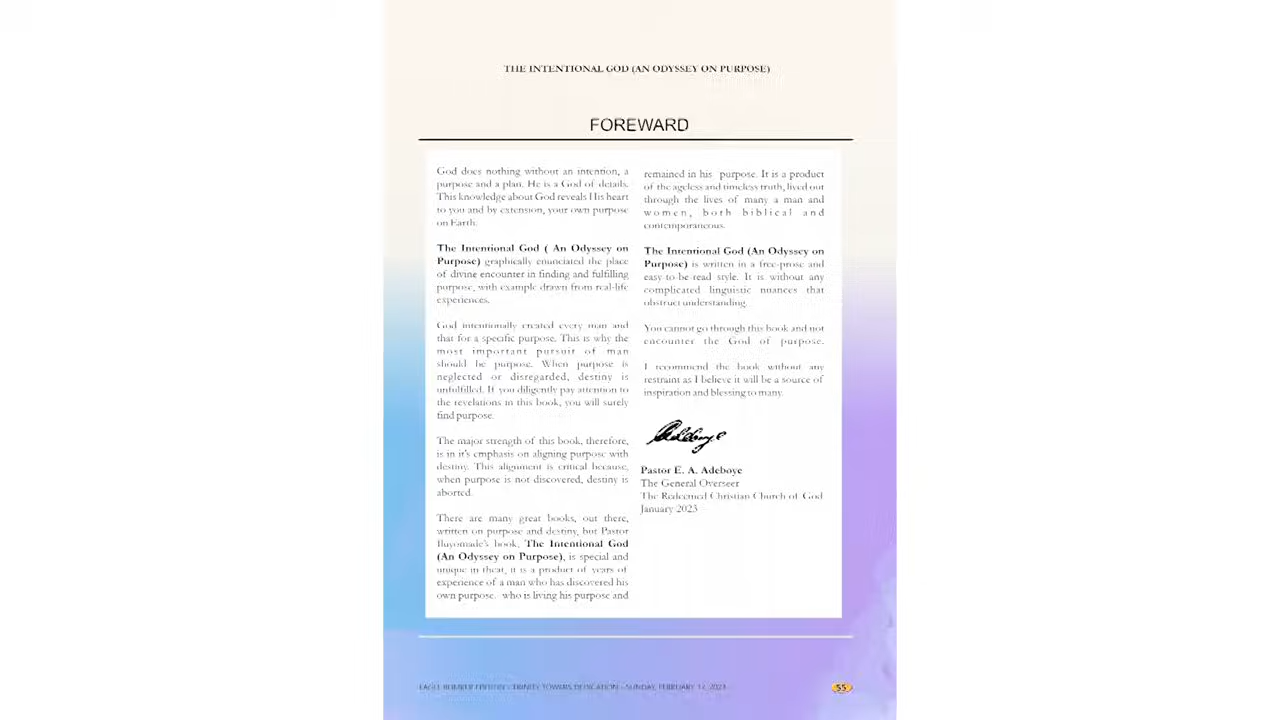 THE INTENTIONAL GOD (AN ODYSSEY ON PURPOSE)
FOREWARD
God does nothing without an intention, a
purpose and a plan. He is a God of details.
This knowledge about God reveals His heart
to you and by extension, your own purpose
on Earth.
The Intentional God ( An Odyssey on
Purpose) graphically enunciated the place
of divine encounter in finding and fulfilling
purpose, with example drawn from real-life
experiences.
God intentionally created every man and
that for a specific purpose. This is why the
most important pursuit of man
should be purpose. When purpose is
neglected or disregarded, destiny is
unfulfilled. If you diligently pay attention to
the revelations in this book, you will surely
find purpose.
The major strength of this book, therefore,
is in it's emphasis on aligning purpose with
destiny. This alignment is critical because,
when purpose is not discovered, destiny is
aborted.
There are many great books, out there,
written on purpose and destiny, but Pastor
Iluyomade's book, The Intentional God
(An Odyssey on Purpose), is special and
unique in theat, it is a product of years of
experience of a man who has discovered his
own purpose. who is living his purpose and
remained in his purpose. It is a product
of the ageless and timeless truth, lived out
through the lives of many a man and
women, both biblical and
contemporaneous.
The Intentional God (An Odyssey on
Purpose) is written in a free-prose and
easy-to-be-read style. It is without any
complicated linguistic nuances that
obstruct understanding.
You cannot go through this book and not
encounter the God of purpose.
I recommend the book without any
restraint as I believe it will be a source of
inspiration and blessing to many.
Adeboye
Pastor E. A. Adeboye
The General Overseer
The Redeemed Christian Church of God
January 2023
TRINITY TOWERS DEDICATION - SUNDAY, FEBRUARY 12, 2023
55